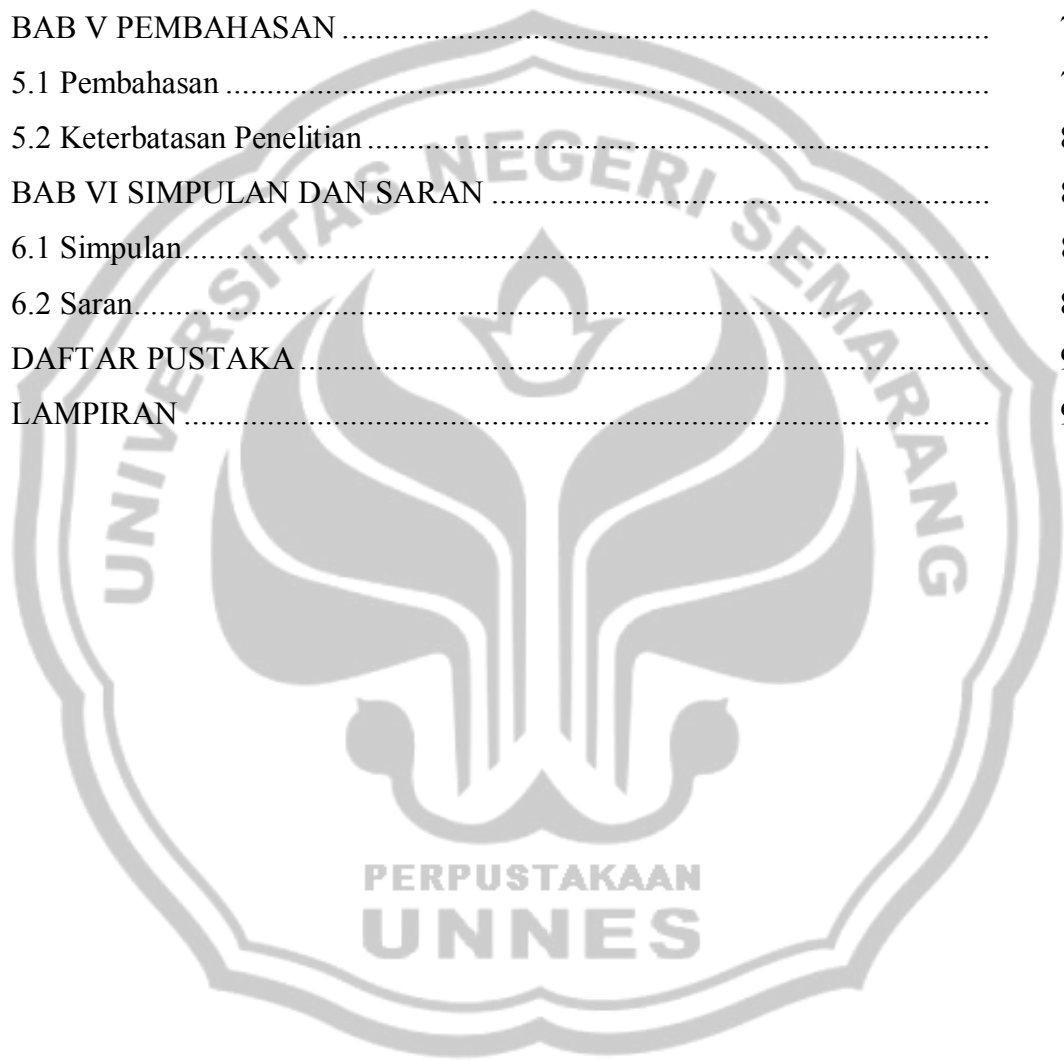 BAB V PEMBAHASAN ........................................................................
5.1 Pembahasan ........................................................................
5.2 Keterbatasan Penelitian ........................................................................
BAB VI SIMPULAN DAN SARAN ........................................................................
6.1 Simpulan ........................................................................
6.2 Saran ........................................................................
DAFTAR PUSTAKA ........................................................................
LAMPIRAN ........................................................................
UNIVERSITAS NEGERI SEMARANG
PERPUSTAKAAN
UNNES